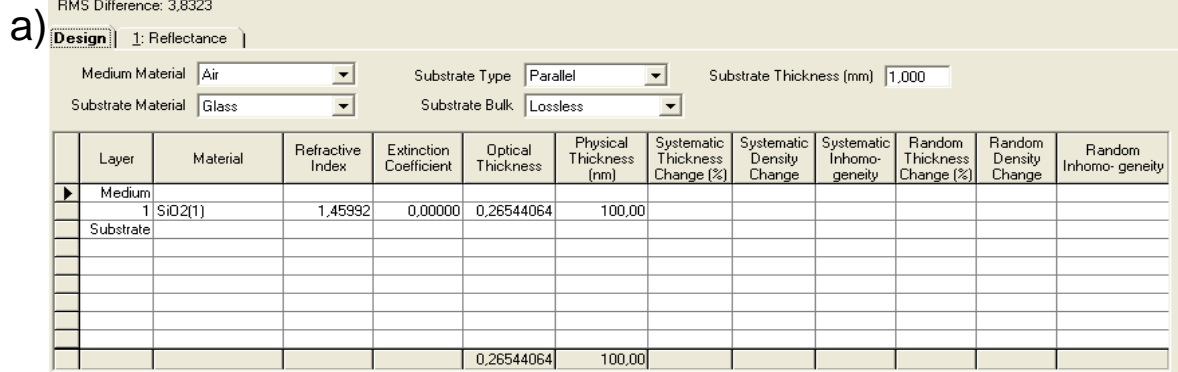 RMS Difference: 3,8323
a)
Design 1: Reflectance
Medium Material Air Substrate Type Parallel Substrate Thickness (mm) 1,000
Substrate Material Glass Substrate Bulk Lossless
Layer Material Refractive Index Extinction Coefficient Optical Thickness Physical Thickness (nm) Systematic Thickness Change (%) Systematic Density Change Systematic Inhomo- geneity Random Thickness Change (%) Random Density Change Random Inhomo- geneity
Medium
1 SiO2(1) 1,45992 0,00000 0,26544064 100,00
Substrate
0,26544064 100,00